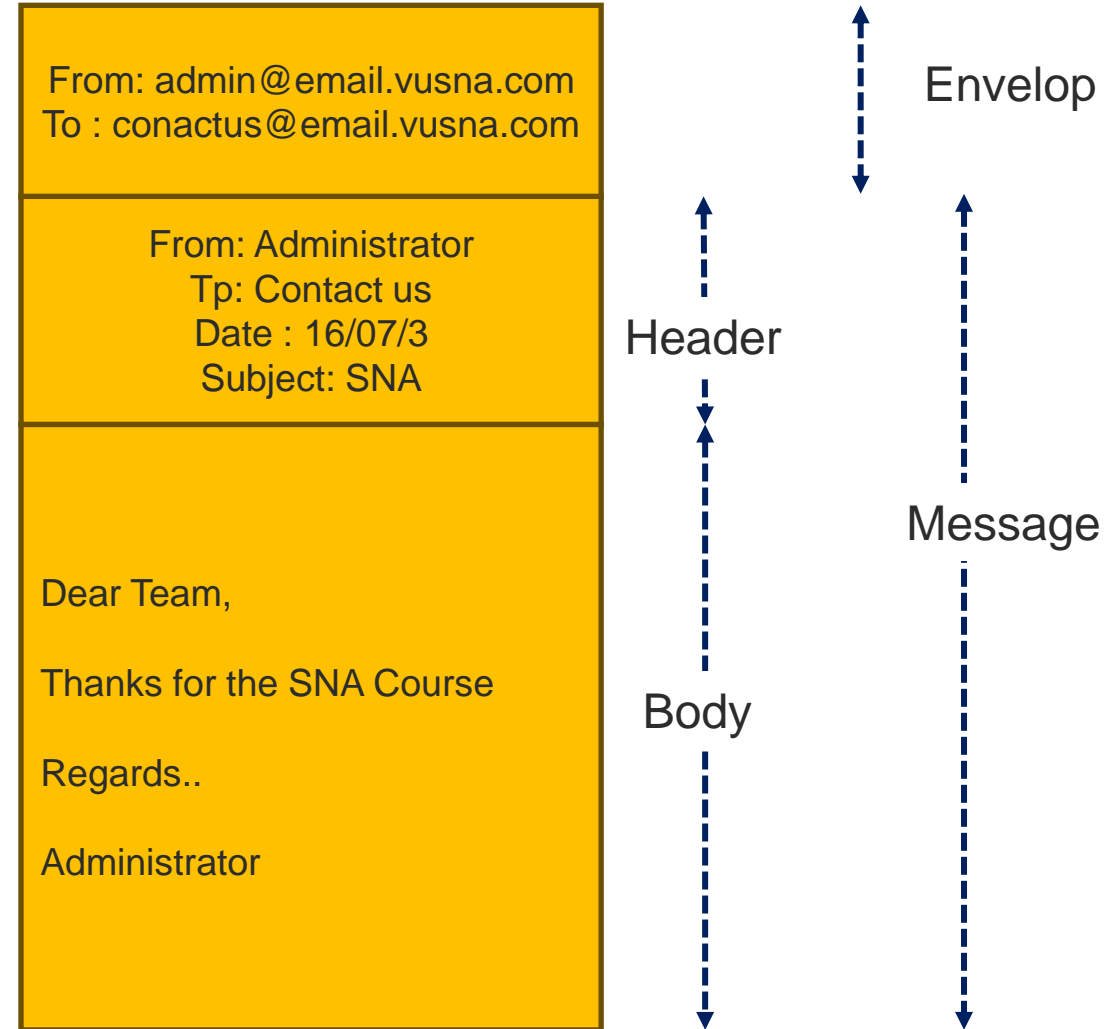 From: admin@email.vusna.com
To : conactus@email.vusna.com
Envelop
From: Administrator
Tp: Contact us
Date : 16/07/3
Subject: SNA
Header
Message
Dear Team,
Thanks for the SNA Course
Regards..
Administrator
Body